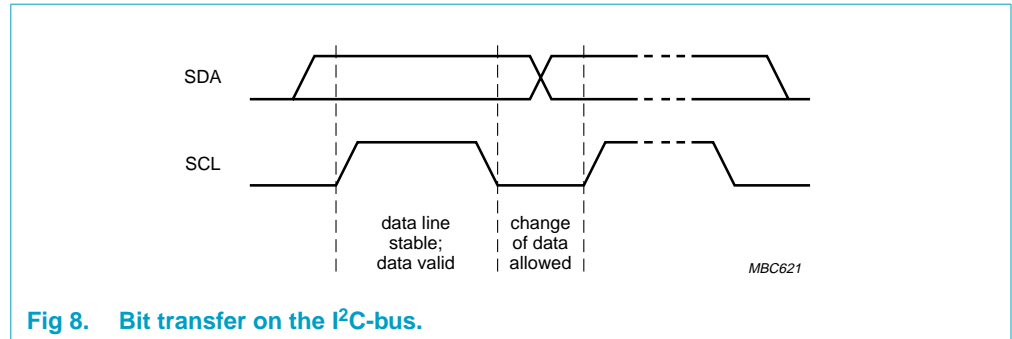 SDA
SCL
data line
stable;
data valid
change
of data
allowed
MBC621
Fig 8. Bit transfer on the I²C-bus.